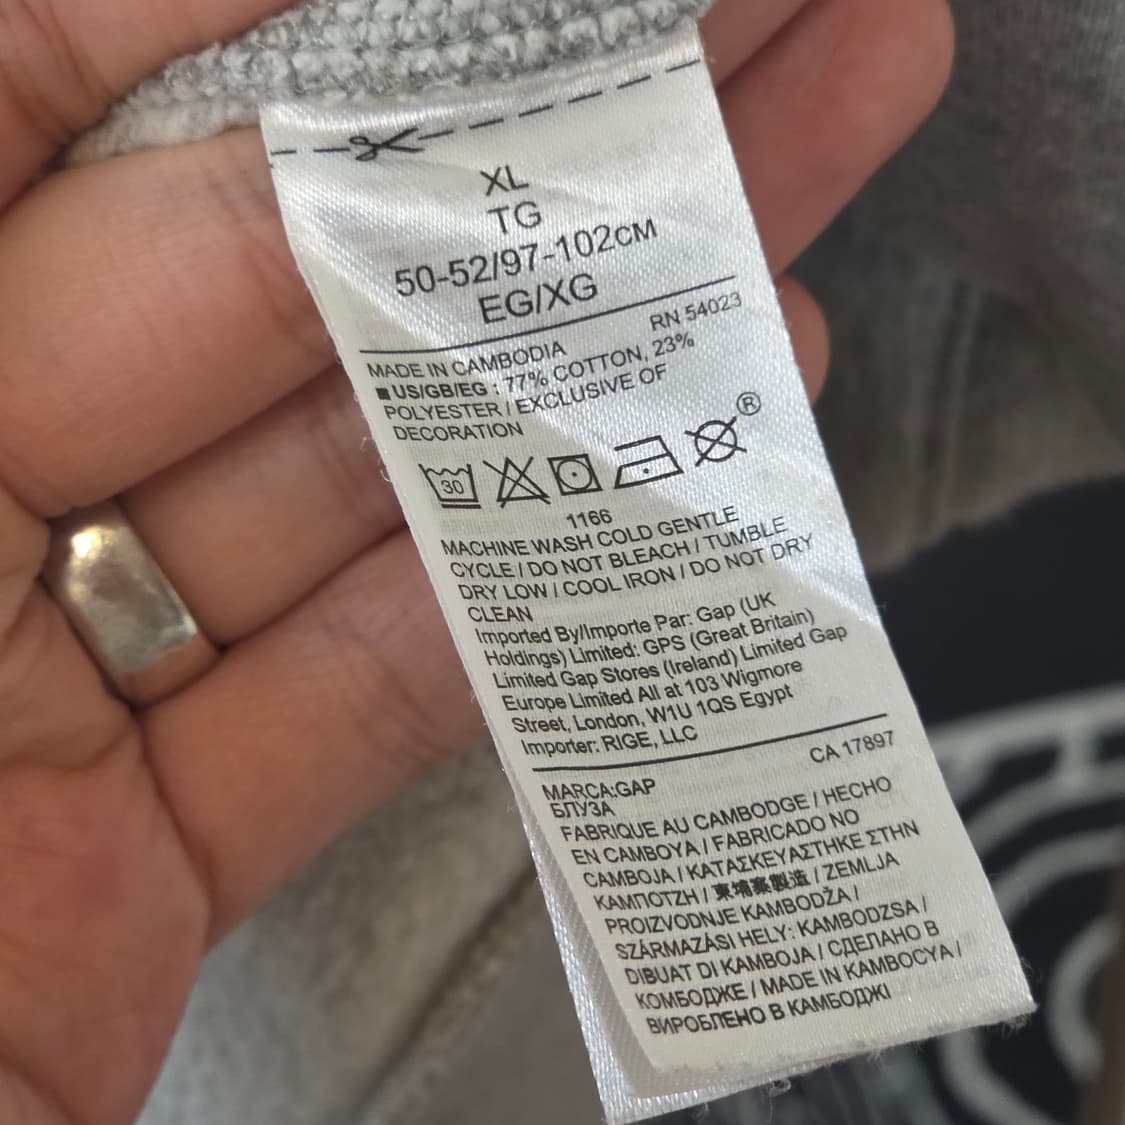 XL
TG
50-52/97-102CM
EG/XG
RN 54023
MADE IN CAMBODIA
■ US/GB/EG : 77% COTTON, 23%
POLYESTER / EXCLUSIVE OF
DECORATION
30
®
1166
MACHINE WASH COLD GENTLE
CYCLE / DO NOT BLEACH / TUMBLE
DRY LOW / COOL IRON / DO NOT DRY
CLEAN
Imported By/Importe Par: Gap (UK
Holdings) Limited: GPS (Great Britain)
Limited Gap Stores (Ireland) Limited Gap
Europe Limited All at 103 Wigmore
Street, London, W1U 1QS Egypt
Importer: RIGE, LLC
CA 17897
MARCA:GAP
БЛУЗА
FABRIQUE AU CAMBODGE / HECHO
EN CAMBOYA / FABRICADO NO
CAMBOJA / ΚΑΤΑΣΚΕΥΑΣΤΗΚΕ ΣΤΗΝ
ΚΑΜΠΟΤΖΗ / 柬埔寨製造 / ZEMLJA
PROIZVODNJE KAMBODŽA /
SZÁRMAZÁSI HELY: KAMBODZSA /
DIBUAT DI KAMBOJA / СДЕЛАНО В
КОМБОДЖЕ / MADE IN KAMBOCYA /
ВИРОБЛЕНО В КАМБОДЖІ